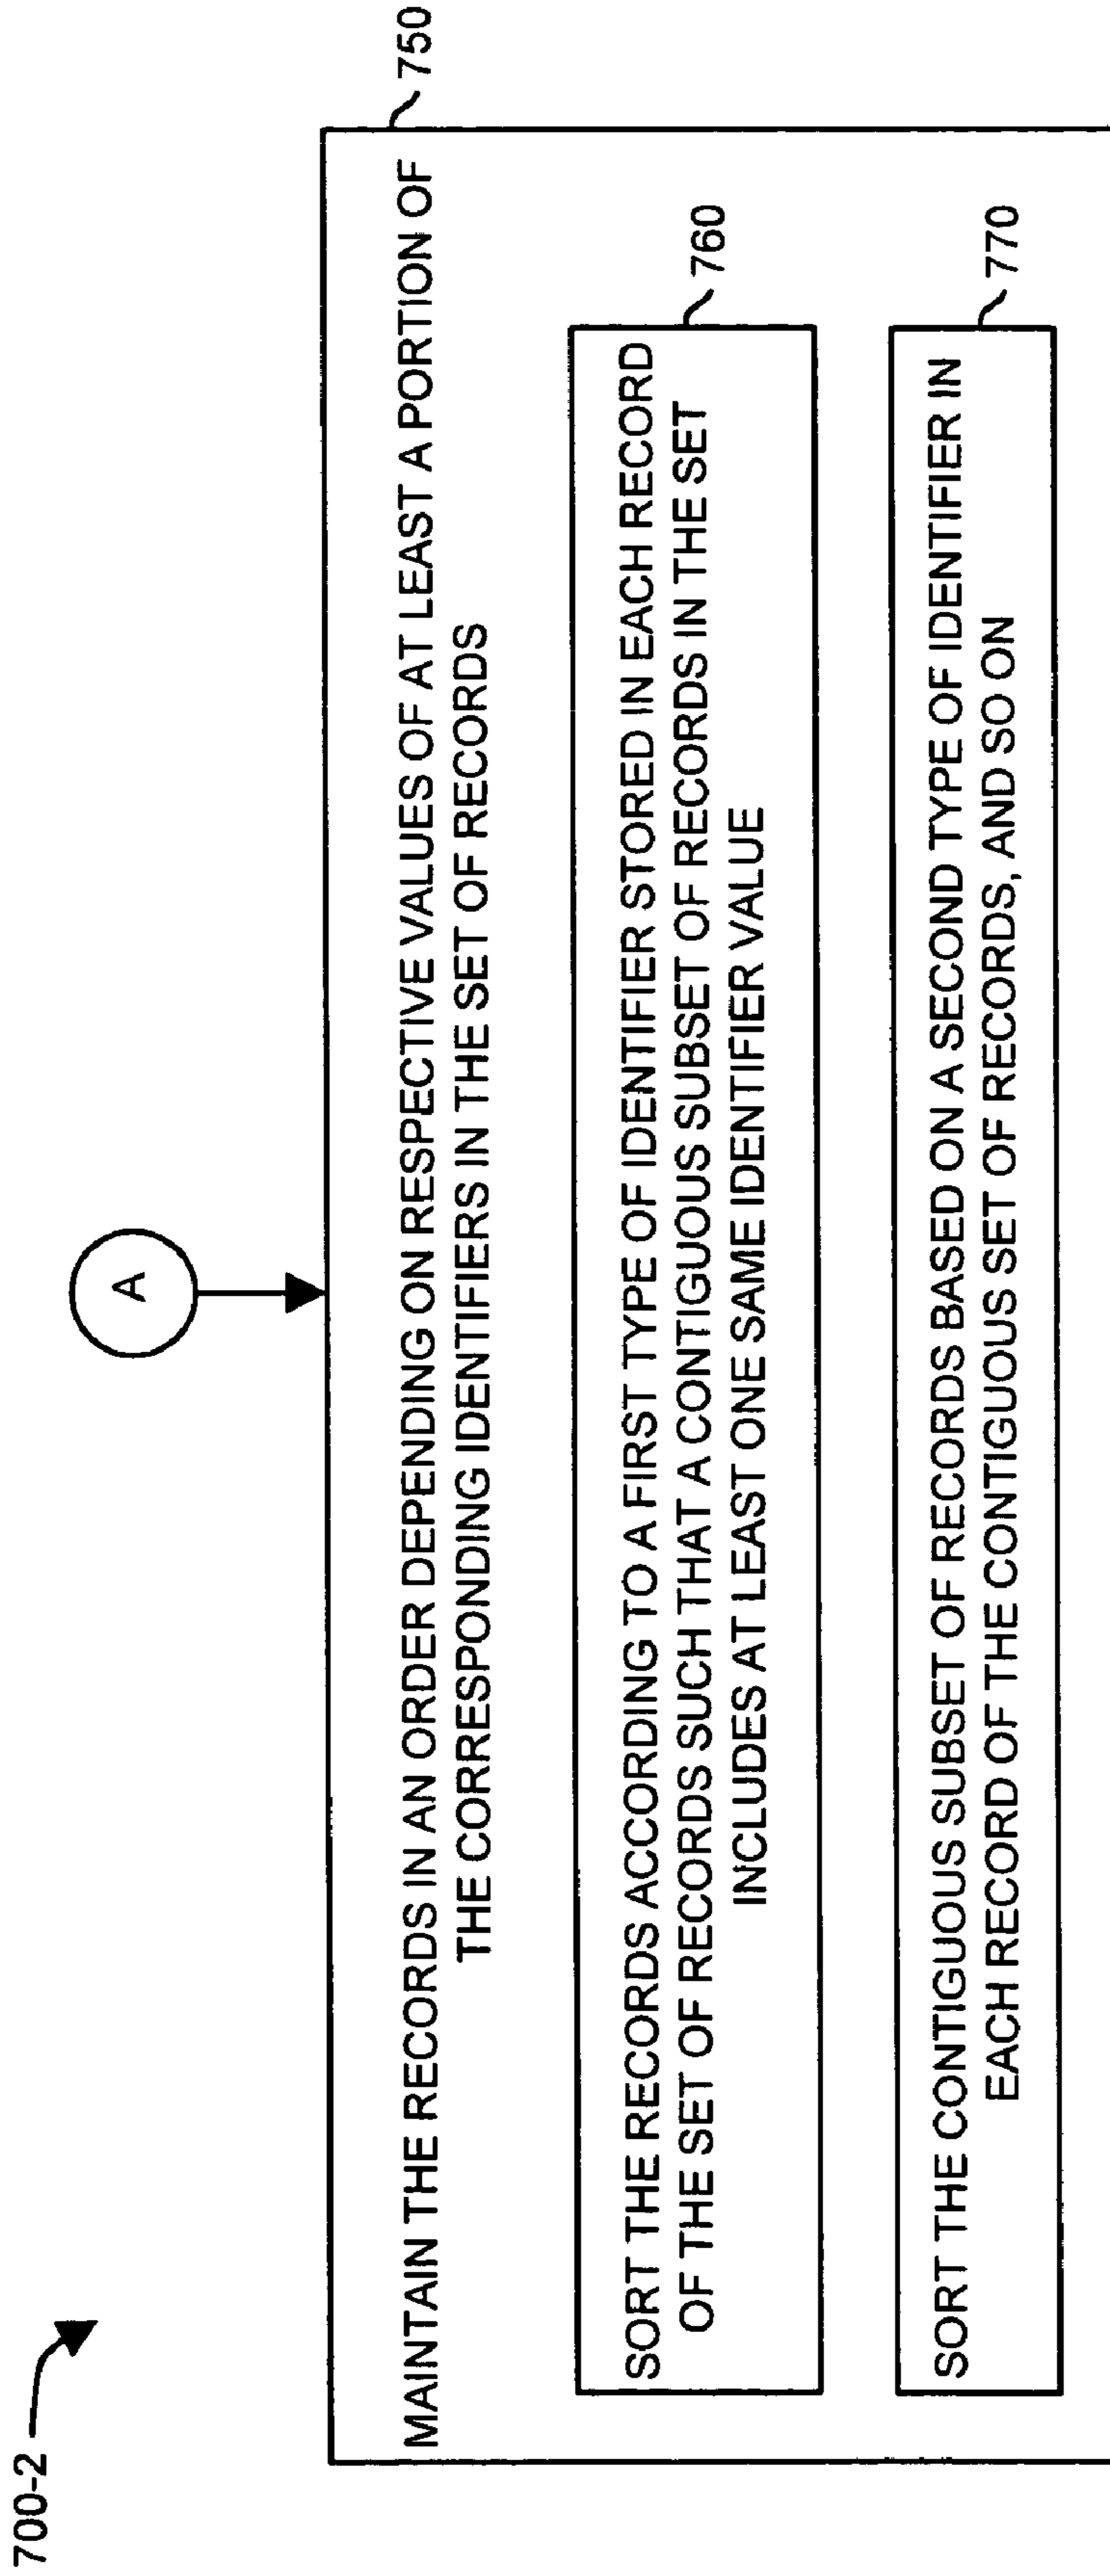 700-2
A
750
MAINTAIN THE RECORDS IN AN ORDER DEPENDING ON RESPECTIVE VALUES OF AT LEAST A PORTION OF
THE CORRESPONDING IDENTIFIERS IN THE SET OF RECORDS
760
SORT THE RECORDS ACCORDING TO A FIRST TYPE OF IDENTIFIER STORED IN EACH RECORD
OF THE SET OF RECORDS SUCH THAT A CONTIGUOUS SUBSET OF RECORDS IN THE SET
INCLUDES AT LEAST ONE SAME IDENTIFIER VALUE
770
SORT THE CONTIGUOUS SUBSET OF RECORDS BASED ON A SECOND TYPE OF IDENTIFIER IN
EACH RECORD OF THE CONTIGUOUS SET OF RECORDS, AND SO ON